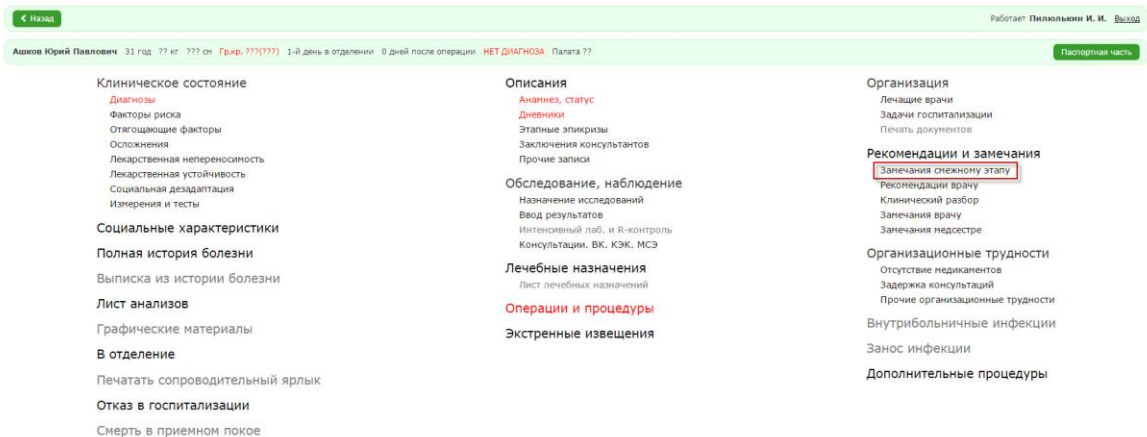 Назад
Работает Пилюлькин И. И. Выход
Ашков Юрий Павлович 31 год ?? кг ??? см Гр.кр. ???(???) 1-й день в отделении 0 дней после операции НЕТ ДИАГНОЗА Палата ??
Паспортная часть
Клиническое состояние
Диагнозы
Факторы риска
Отягощающие факторы
Осложнения
Лекарственная непереносимость
Лекарственная устойчивость
Социальная дезадаптация
Измерения и тесты
Социальные характеристики
Полная история болезни
Выписка из истории болезни
Лист анализов
Графические материалы
В отделение
Печатать сопроводительный ярлык
Отказ в госпитализации
Смерть в приемном покое
Описания
Анамнез, статус
Дневники
Этапные эпикризы
Заключения консультантов
Прочие записи
Обследование, наблюдение
Назначение исследований
Ввод результатов
Интенсивный лаб. и R-контроль
Консультации. ВК. КЭК. МСЭ
Лечебные назначения
Лист лечебных назначений
Операции и процедуры
Экстренные извещения
Организация
Лечащие врачи
Задачи госпитализации
Печать документов
Рекомендации и замечания
Замечания смежному этапу
Рекомендации врачу
Клинический разбор
Замечания врачу
Замечания медсестре
Организационные трудности
Отсутствие медикаментов
Задержка консультаций
Прочие организационные трудности
Внутрибольничные инфекции
Занос инфекции
Дополнительные процедуры